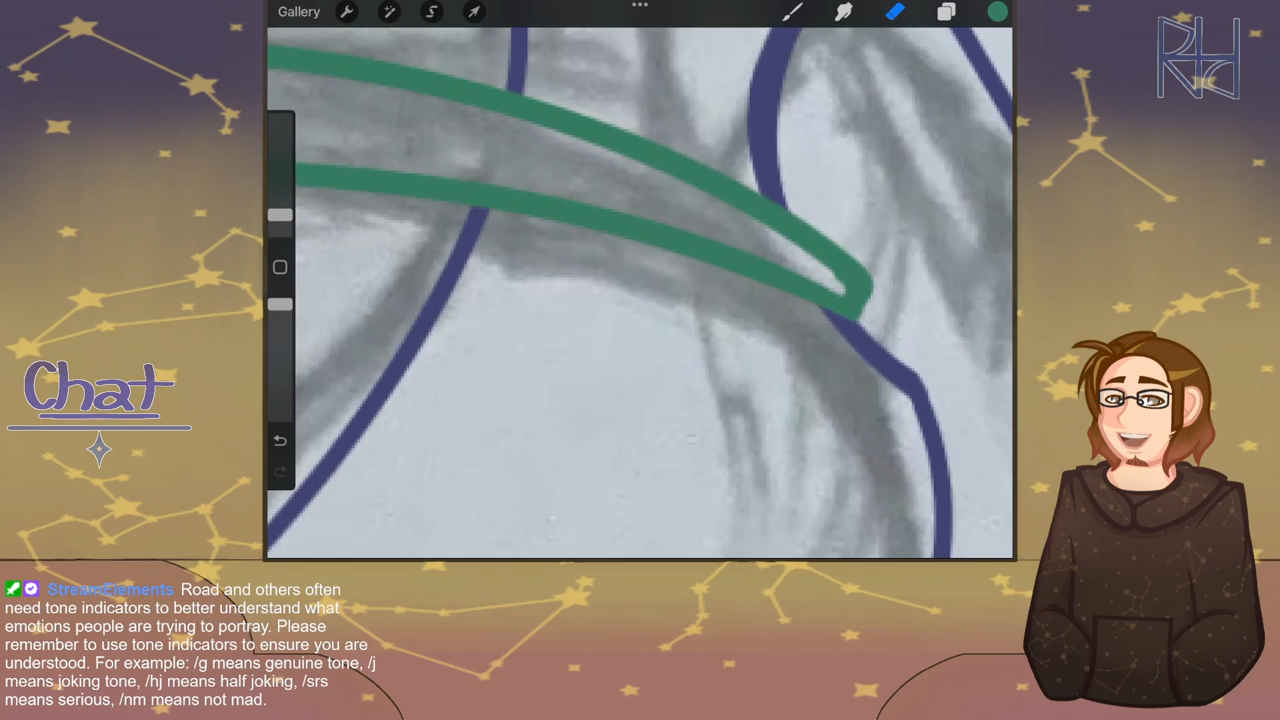 Gallery
Chat
StreamElements Road and others often
need tone indicators to better understand what
emotions people are trying to portray. Please
remember to use tone indicators to ensure you are
understood. For example: /g means genuine tone, /j
means joking tone, /hj means half joking, /srs
means serious, /nm means not mad.